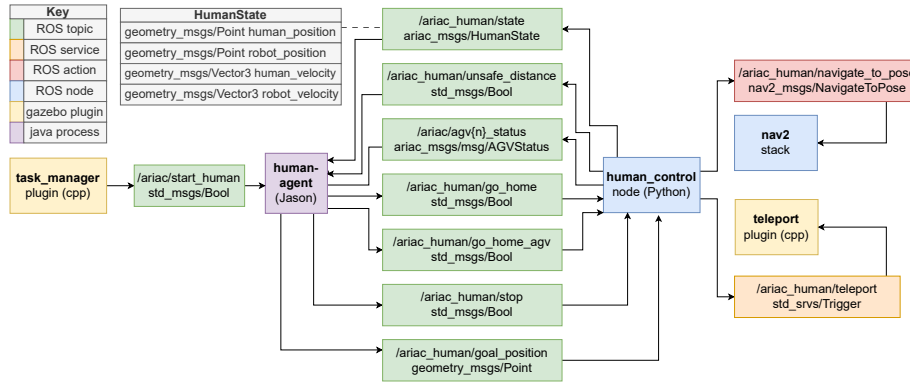 Key
ROS topic
ROS service
ROS action
ROS node
gazebo plugin
java process
HumanState
geometry_msgs/Point human_position
geometry_msgs/Point robot_position
geometry_msgs/Vector3 human_velocity
geometry_msgs/Vector3 robot_velocity
task_manager
plugin (cpp)
/ariac/start_human
std_msgs/Bool
human-
agent
(Jason)
/ariac_human/state
ariac_msgs/HumanState
/ariac_human/unsafe_distance
std_msgs/Bool
/ariac/agv{n}_status
ariac_msgs/msg/AGVStatus
/ariac_human/go_home
std_msgs/Bool
/ariac_human/go_home_agv
std_msgs/Bool
/ariac_human/stop
std_msgs/Bool
/ariac_human/goal_position
geometry_msgs/Point
human_control
node (Python)
/ariac_human/navigate_to_pose
nav2_msgs/NavigateToPose
nav2
stack
teleport
plugin (cpp)
/ariac_human/teleport
std_srvs/Trigger